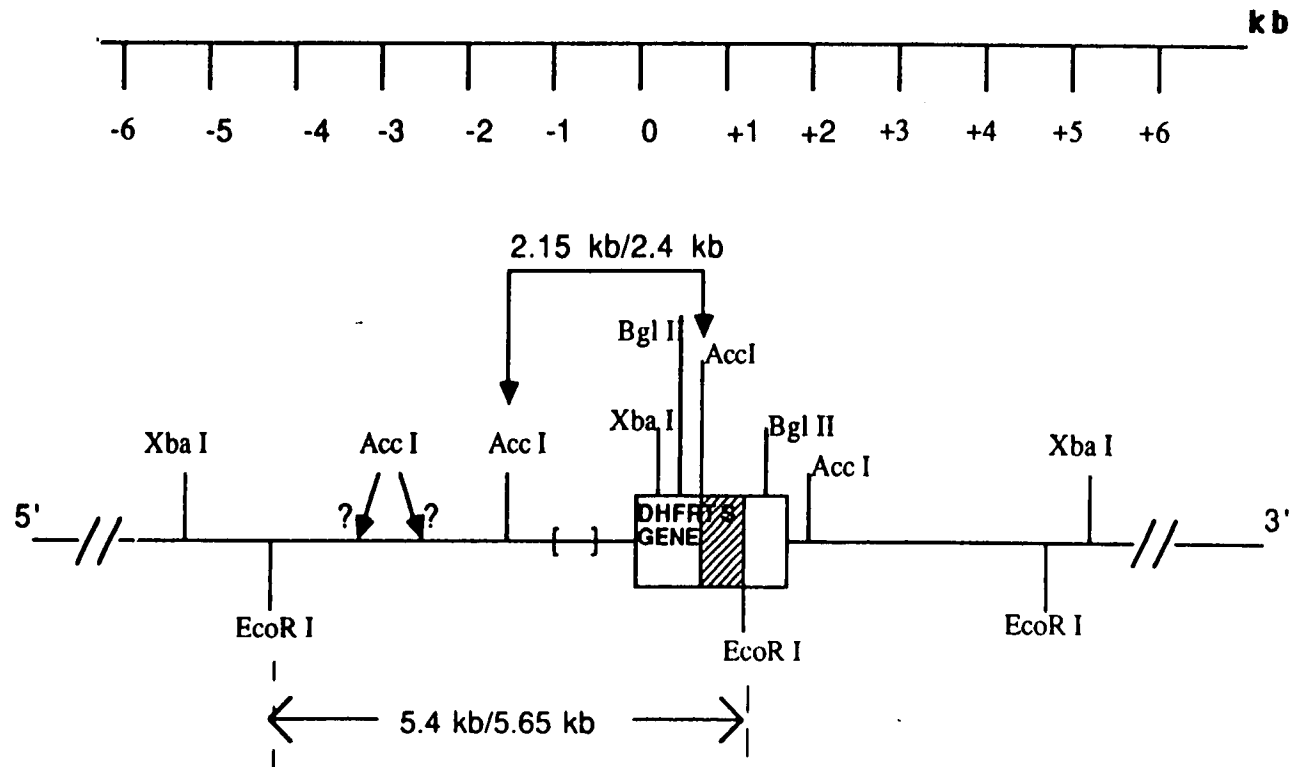 kb
-6 -5 -4 -3 -2 -1 0 +1 +2 +3 +4 +5 +6
2.15 kb/2.4 kb
Bgl I
AccI
Xba I
Bgl II
Xba I
Acc I
Acc I
Acc I
Xba I
5'
?
?
[ ]
DHFRTS
GENE
3'
EcoR I
EcoR I
EcoR I
5.4 kb/5.65 kb